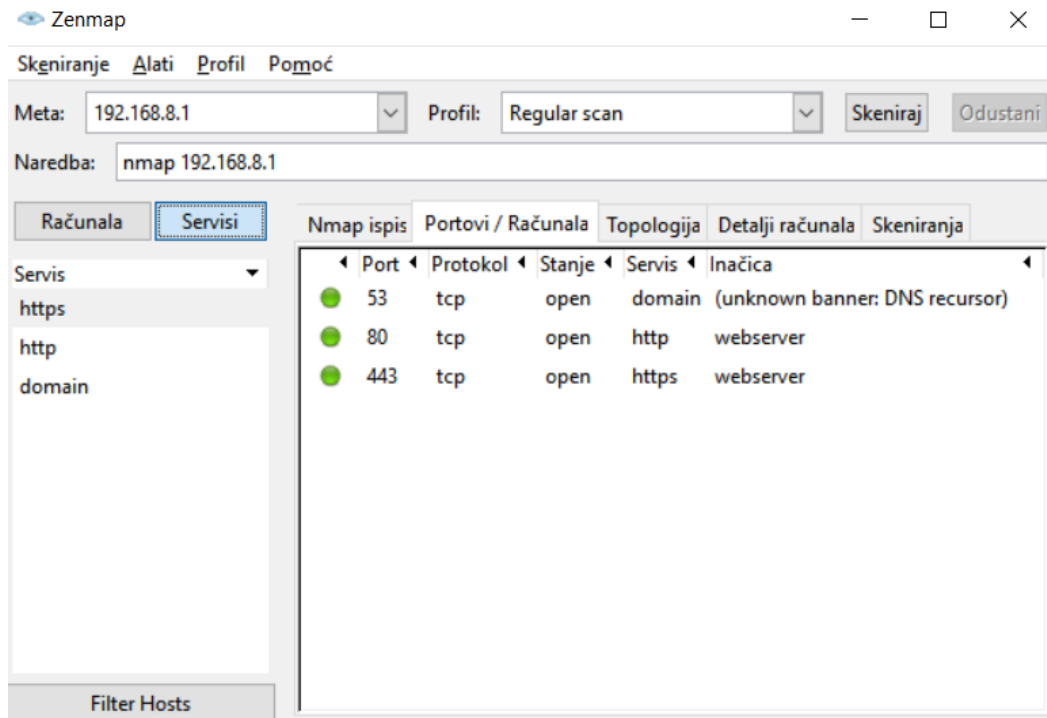 Zenmap
Skeniranje Alati Profil Pomoć
Meta: 192.168.8.1 Profil: Regular scan Skeniraj Odustani
Naredba: nmap 192.168.8.1
Računala Servisi
Nmap ispis Portovi / Računala Topologija Detalji računala Skeniranja
Servis
https
http
domain
Port Protokol Stanje Servis Inačica
53 tcp open domain (unknown banner: DNS recursor)
80 tcp open http webserver
443 tcp open https webserver
Filter Hosts